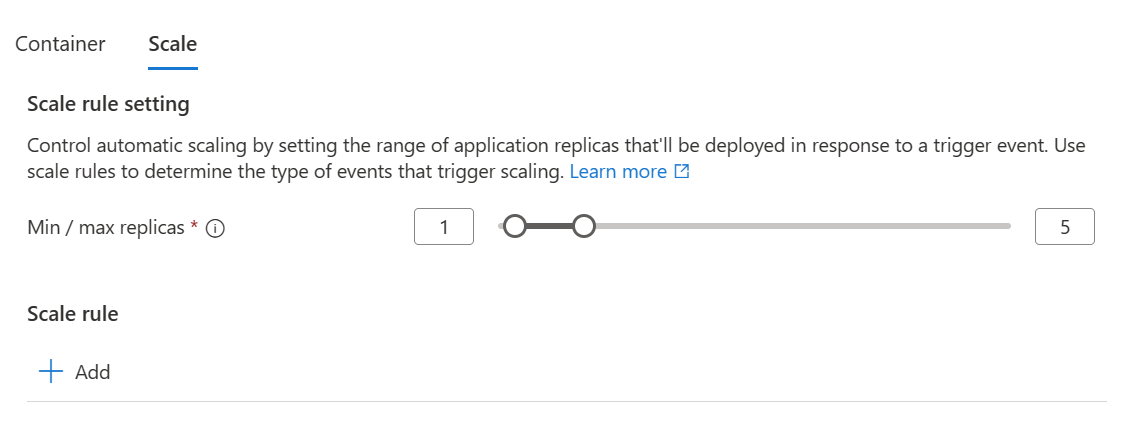 Container Scale
Scale rule setting
Control automatic scaling by setting the range of application replicas that'll be deployed in response to a trigger event. Use
scale rules to determine the type of events that trigger scaling. Learn more
Min / max replicas * 1 5
Scale rule
Add